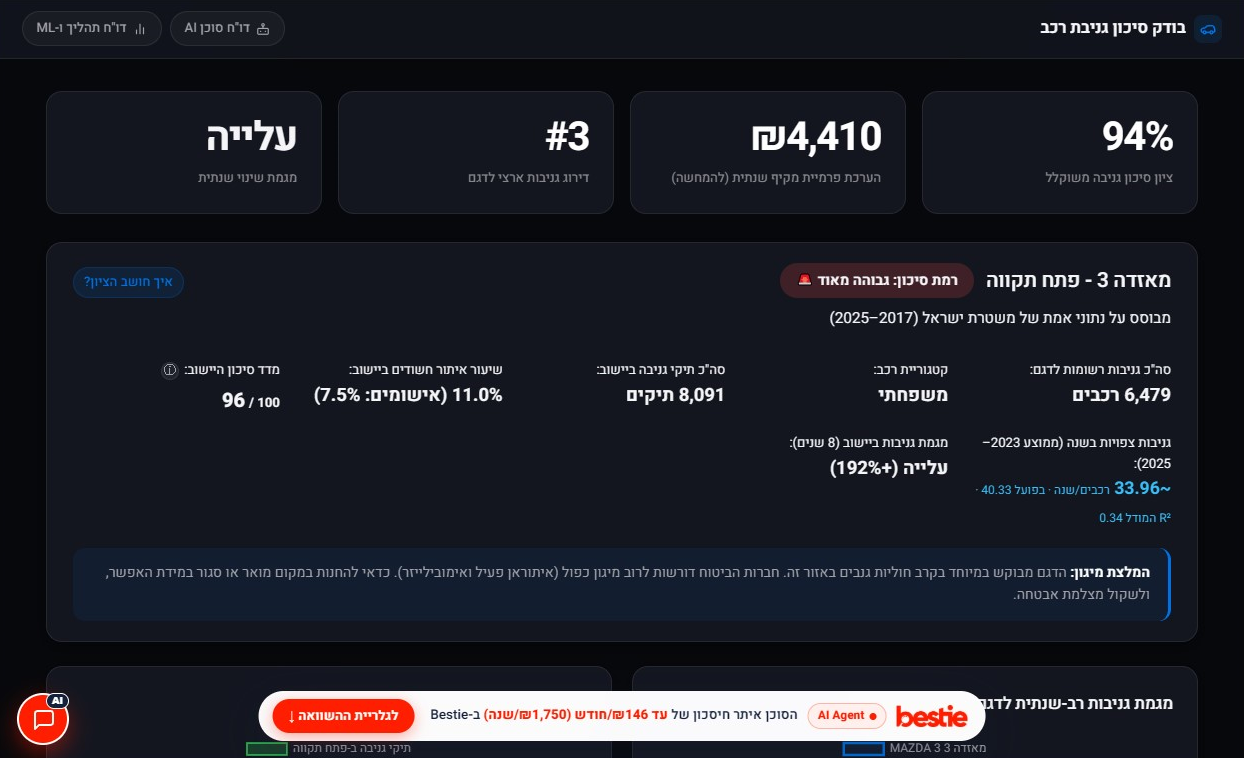 בודק סיכון גניבת רכב
דו"ח סוכן AI
דו"ח תהליך ו-ML
94%
ציון סיכון גניבה משוקלל
₪4,410
הערכת פרמיית מקיף שנתית (להמחשה)
#3
דירוג גניבות ארצי לדגם
עלייה
מגמת שינוי שנתית
מאזדה 3 - פתח תקווה
רמת סיכון: גבוהה מאוד 🚨
איך חושב הציון?
מבוסס על נתוני אמת של משטרת ישראל (2017–2025)
סה"כ גניבות רשומות לדגם:
6,479 רכבים
קטגוריית רכב:
משפחתי
סה"כ תיקי גניבה ביישוב:
8,091 תיקים
שיעור איתור חשודים ביישוב:
11.0% (אישומים: 7.5%)
מדד סיכון היישוב: ⓘ
96 / 100
גניבות צפויות בשנה (ממוצע 2023–
2025):
~33.96 רכבים/שנה · בפועל 40.33 ·
R² המודל 0.34
מגמת גניבות ביישוב (8 שנים):
עלייה (+192%)
המלצת מיגון: הדגם מבוקש במיוחד בקרב חוליות גנבים באזור זה. חברות הביטוח דורשות לרוב מיגון כפול (איתוראן פעיל ואימובילייזר). כדאי להחנות במקום מואר או סגור במידת האפשר,
ולשקול מצלמת אבטחה.
מגמת גניבות רב-שנתית לדגם
bestie
AI Agent
הסוכן איתר חיסכון של עד ₪146/חודש (₪1,750/שנה) ב-Bestie
לגלריית ההשוואה ↓
AI
מאזדה 3 MAZDA 3
תיקי גניבה ב-פתח תקווה